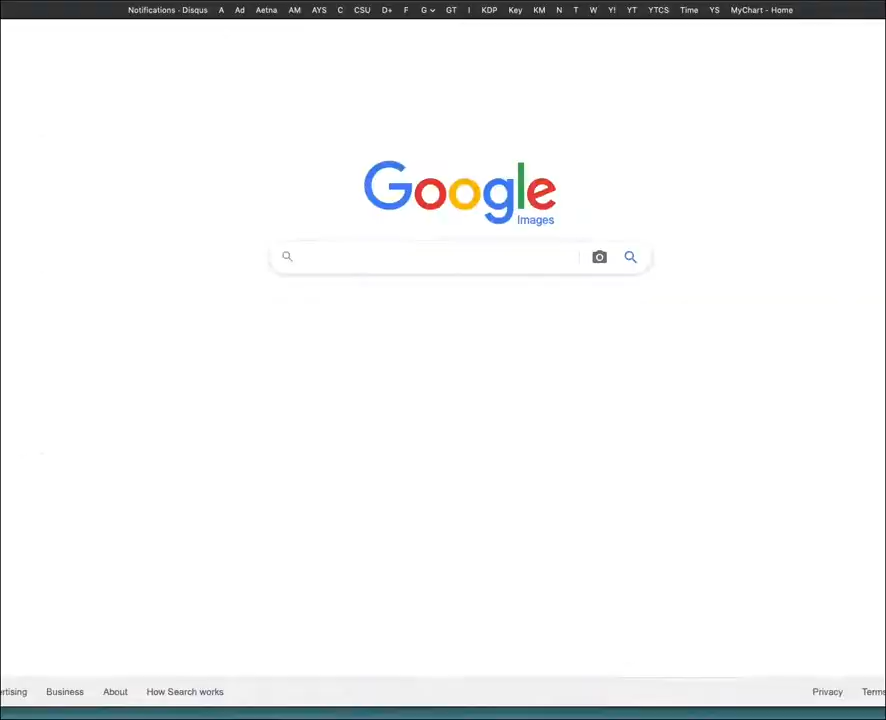 Notifications - Disqus A Ad Aetna AM AYS C CSU D+ F G GT I KDP Key KM N T W Y! YT YTCS Time YS MyChart - Home
Google
Images
ertising Business About How Search works Privacy Terms